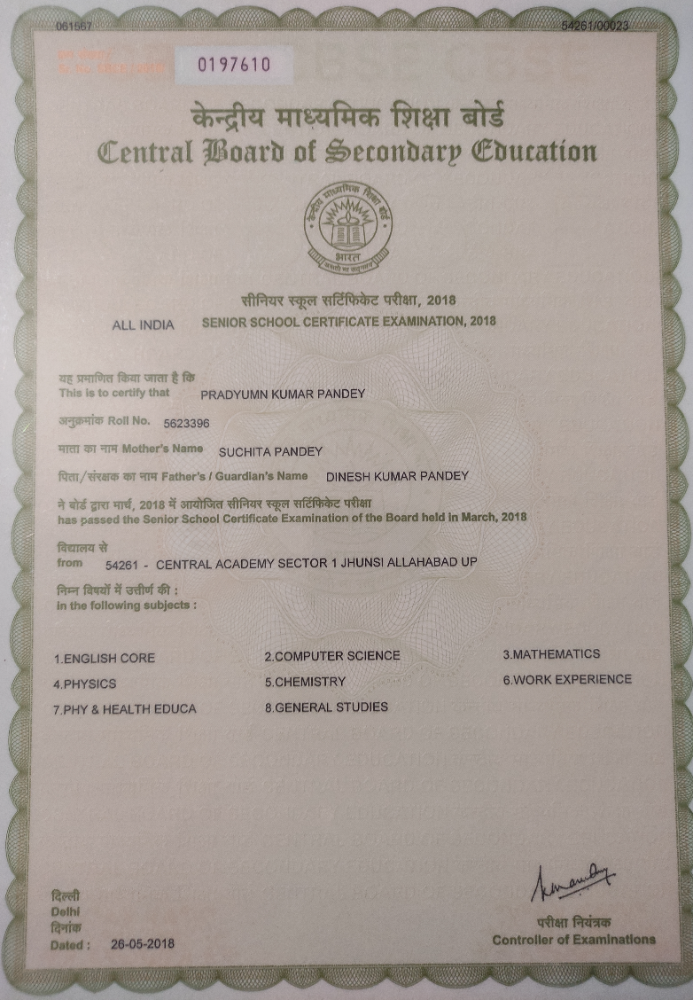 061567
54261/00023
0197610
केन्द्रीय माध्यमिक शिक्षा बोर्ड
Central Board of Secondary Education
केन्द्रीय माध्यमिक शिक्षा बोर्ड
भारत
सीनियर स्कूल सर्टिफिकेट परीक्षा, 2018
ALL INDIA SENIOR SCHOOL CERTIFICATE EXAMINATION, 2018
यह प्रमाणित किया जाता है कि
This is to certify that PRADYUMN KUMAR PANDEY
अनुक्रमांक Roll No. 5623396
माता का नाम Mother's Name SUCHITA PANDEY
पिता/संरक्षक का नाम Father's / Guardian's Name DINESH KUMAR PANDEY
ने बोर्ड द्वारा मार्च, 2018 में आयोजित सीनियर स्कूल सर्टिफिकेट परीक्षा
has passed the Senior School Certificate Examination of the Board held in March, 2018
विद्यालय से
from 54261 - CENTRAL ACADEMY SECTOR 1 JHUNSI ALLAHABAD UP
निम्न विषयों में उत्तीर्ण की :
in the following subjects :
1.ENGLISH CORE 2.COMPUTER SCIENCE 3.MATHEMATICS
4.PHYSICS 5.CHEMISTRY 6.WORK EXPERIENCE
7.PHY & HEALTH EDUCA 8.GENERAL STUDIES
दिल्ली
Delhi
दिनांक
Dated : 26-05-2018
परीक्षा नियंत्रक
Controller of Examinations